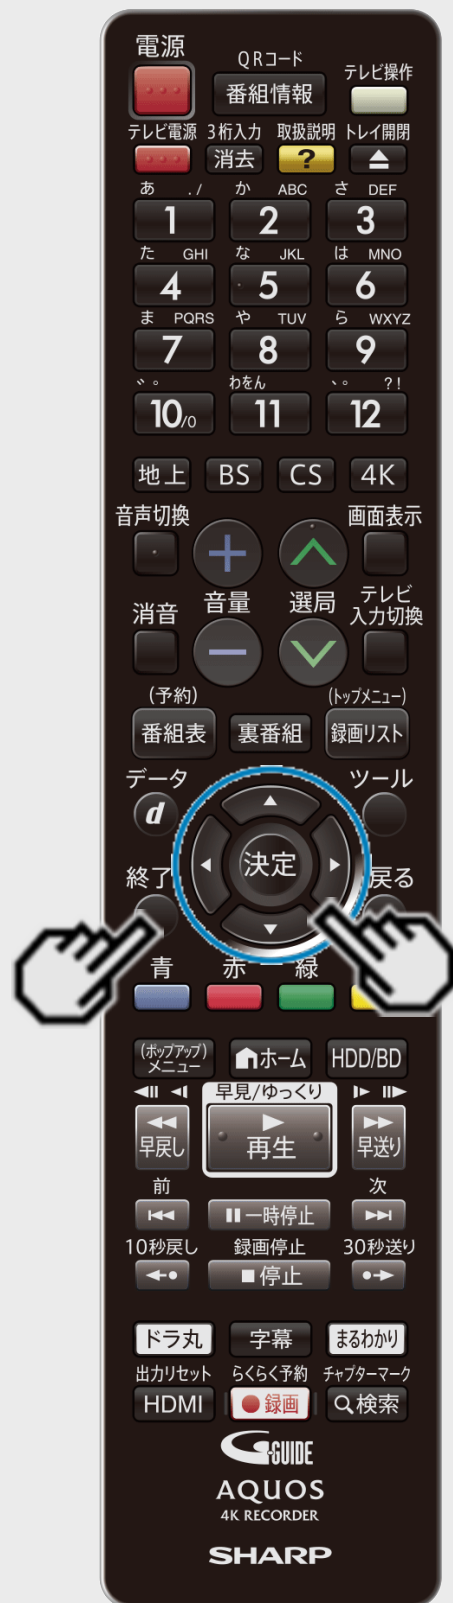 電源 QRコード テレビ操作
番組情報
テレビ電源 3桁入力 取扱説明 トレイ開閉
消去 ?
あ ./ か ABC さ DEF
1 2 3
た GHI な JKL は MNO
4 5 6
ま PQRS や TUV ら WXYZ
7 8 9
゛゜ わをん 、。 ?!
10/0 11 12
地上 BS CS 4K
音声切換 画面表示
消音 音量 選局 テレビ
入力切換
(予約) (トップメニュー)
番組表 裏番組 録画リスト
データ ツール
d
決定
終了 戻る
青 赤 緑
(ポップアップ)
メニュー ホーム HDD/BD
早見/ゆっくり
早戻し 再生 早送り
前 次
一時停止
10秒戻し 録画停止 30秒送り
停止
ドラ丸 字幕 まるわかり
出力リセット らくらく予約 チャプターマーク
HDMI 録画 検索
G-GUIDE
AQUOS
4K RECORDER
SHARP